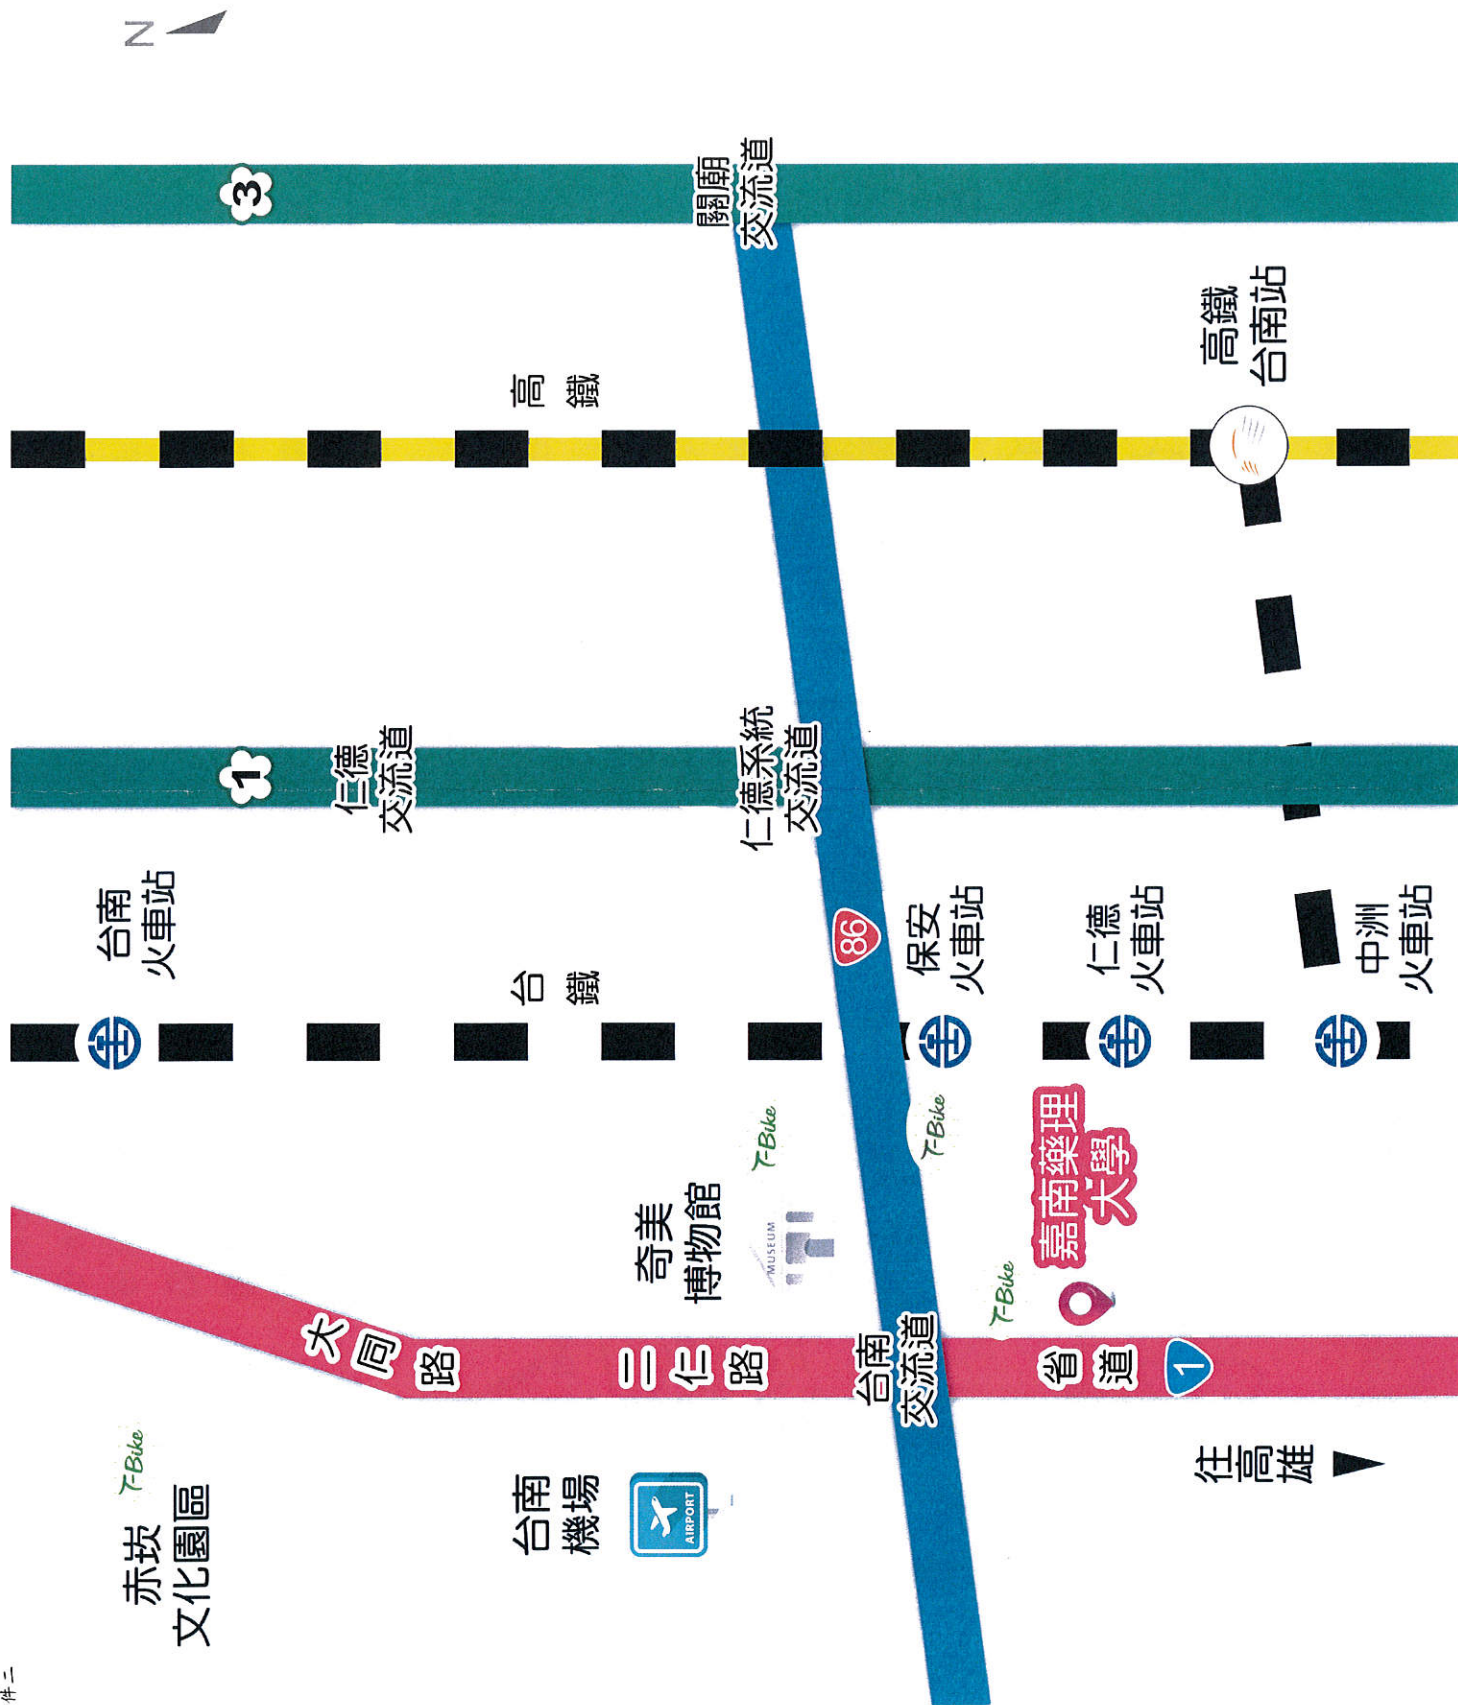 件二
N
赤崁
文化園區
T-Bike
台南
機場
AIRPORT
大同路
二仁路
台南
交流道
省道
1
往高雄
奇美
博物館
MUSEUM
T-Bike
T-Bike
T-Bike
嘉南藥理
大學
台南
火車站
台鐵
86
保安
火車站
仁德
火車站
中洲
火車站
1
仁德
交流道
仁德系統
交流道
高鐵
高鐵
台南站
3
關廟
交流道